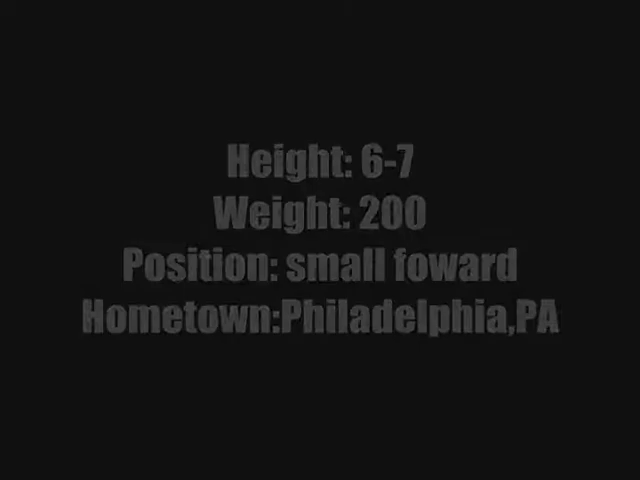 Height: 6-7
Weight: 200
Position: small foward
Hometown:Philadelphia,PA